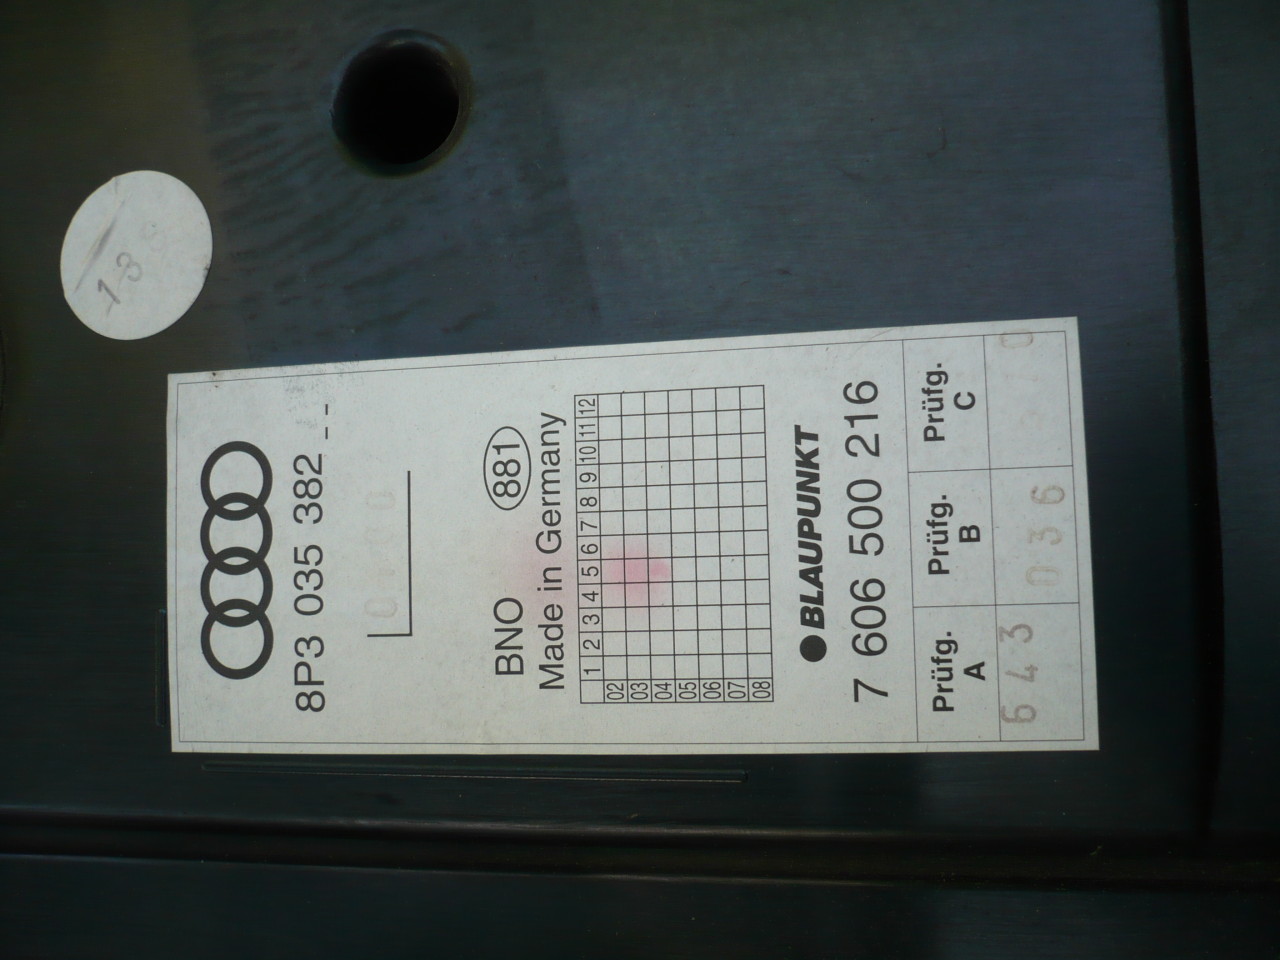 8P3 035 382 _ _
BNO 881
Made in Germany
1 2 3 4 5 6 7 8 9 10 11 12
02
03
04
05
06
07
08
BLAUPUNKT
7 606 500 216
Prüfg. A Prüfg. B Prüfg. C
643 036